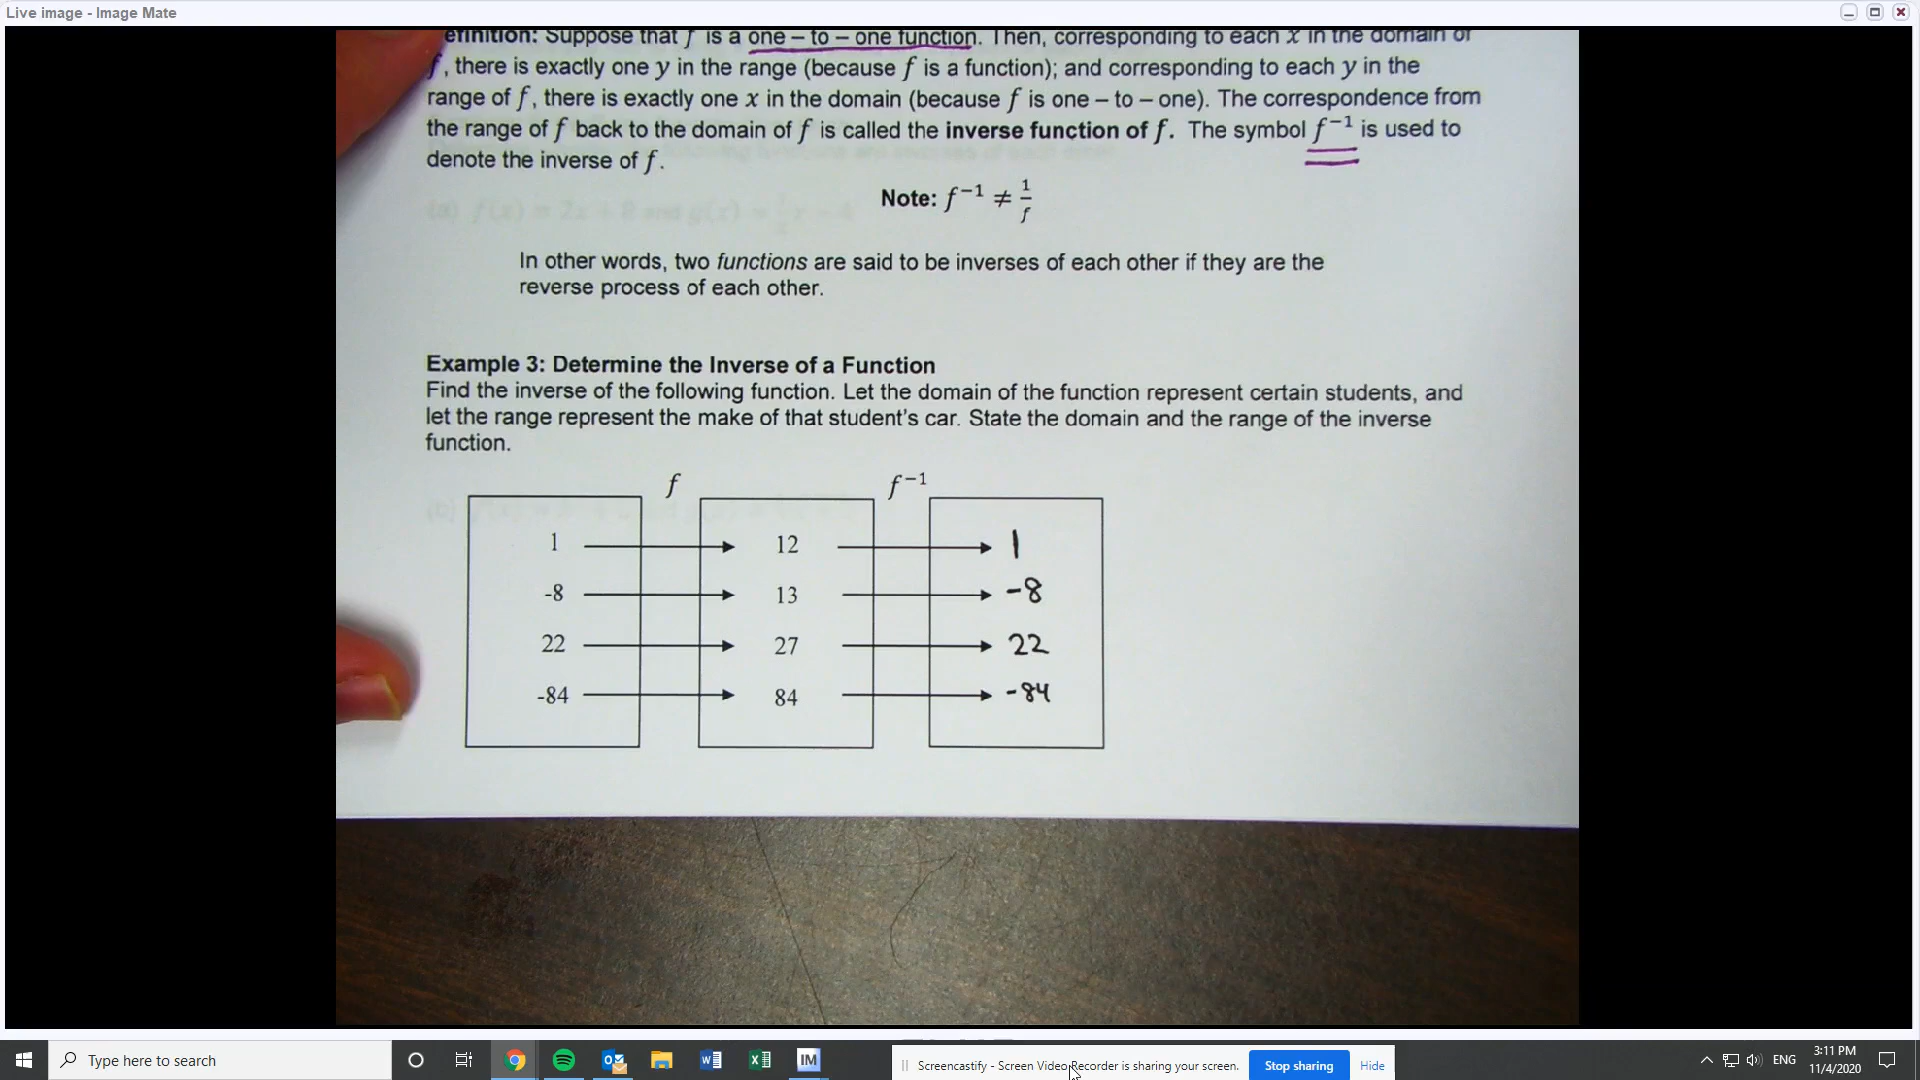 Live image - Image Mate
efinition: Suppose that f is a one – to – one function. Then, corresponding to each x in the domain of
f, there is exactly one y in the range (because f is a function); and corresponding to each y in the
range of f, there is exactly one x in the domain (because f is one – to – one). The correspondence from
the range of f back to the domain of f is called the inverse function of f. The symbol f⁻¹ is used to
denote the inverse of f.
Note: f⁻¹ ≠ 1/f
In other words, two functions are said to be inverses of each other if they are the
reverse process of each other.
Example 3: Determine the Inverse of a Function
Find the inverse of the following function. Let the domain of the function represent certain students, and
let the range represent the make of that student's car. State the domain and the range of the inverse
function.
f f⁻¹
1 12 1
-8 13 -8
22 27 22
-84 84 -84
Type here to search
IM
Screencastify - Screen Video Recorder is sharing your screen. Stop sharing Hide
ENG
3:11 PM
11/4/2020